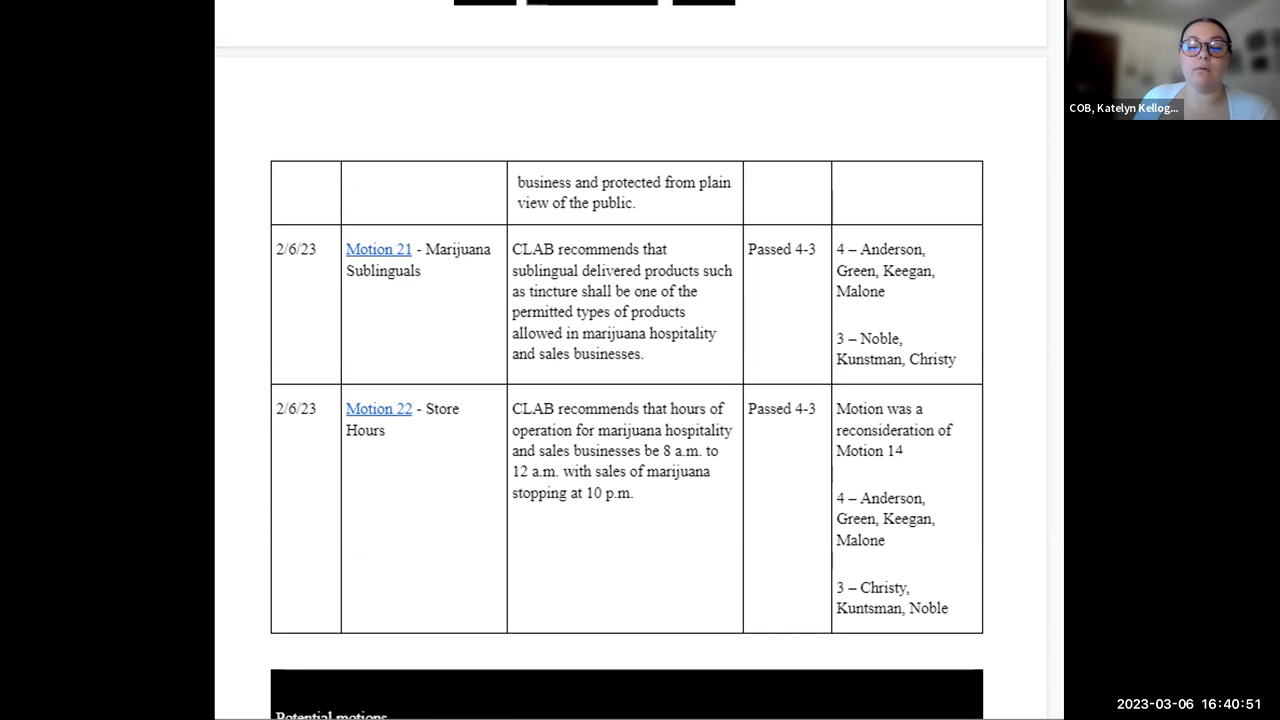 COB, Katelyn Kellog...
business and protected from plain
view of the public.
2/6/23
Motion 21 - Marijuana
Sublinguals
CLAB recommends that
sublingual delivered products such
as tincture shall be one of the
permitted types of products
allowed in marijuana hospitality
and sales businesses.
Passed 4-3
4 – Anderson,
Green, Keegan,
Malone
3 – Noble,
Kunstman, Christy
2/6/23
Motion 22 - Store
Hours
CLAB recommends that hours of
operation for marijuana hospitality
and sales businesses be 8 a.m. to
12 a.m. with sales of marijuana
stopping at 10 p.m.
Passed 4-3
Motion was a
reconsideration of
Motion 14
4 – Anderson,
Green, Keegan,
Malone
3 – Christy,
Kuntsman, Noble
Potential motions
2023-03-06 16:40:51